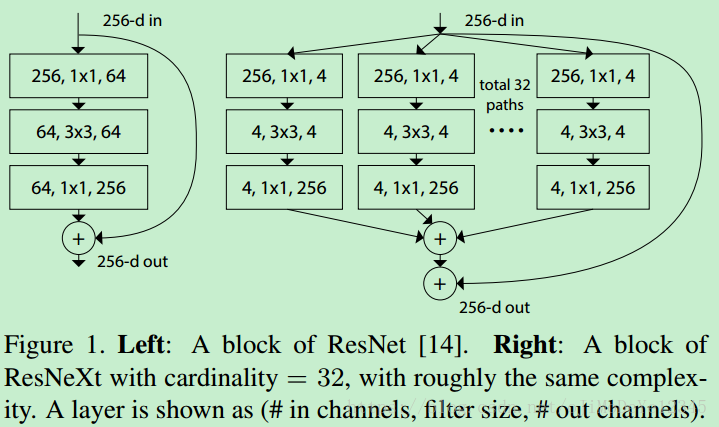 256-d in
256, 1x1, 64
64, 3x3, 64
64, 1x1, 256
+
256-d out
256-d in
256, 1x1, 4
256, 1x1, 4
total 32
paths
256, 1x1, 4
4, 3x3, 4
4, 3x3, 4
....
4, 3x3, 4
4, 1x1, 256
4, 1x1, 256
4, 1x1, 256
+
+
256-d out
Figure 1. Left: A block of ResNet [14]. Right: A block of
ResNeXt with cardinality = 32, with roughly the same complex-
ity. A layer is shown as (# in channels, filter size, # out channels).